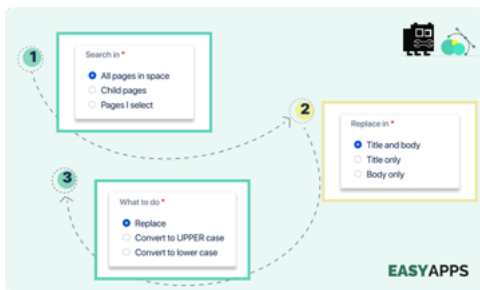 1
Search in *
All pages in space
Child pages
Pages I select
2
Replace in *
Title and body
Title only
Body only
3
What to do *
Replace
Convert to UPPER case
Convert to lower case
EASYAPPS